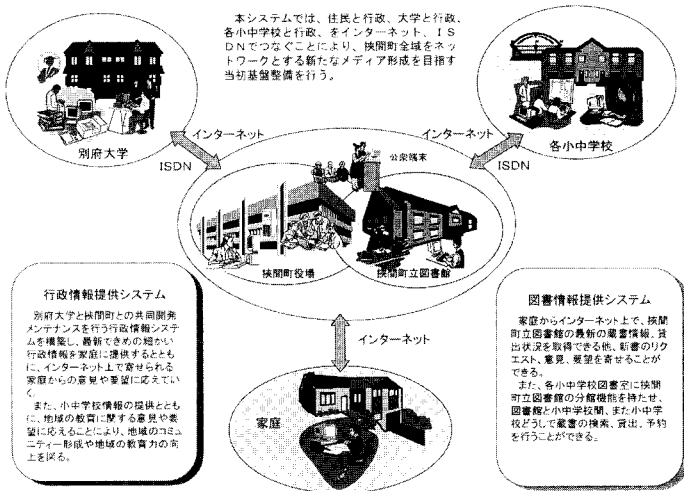 本システムでは、住民と行政、大学と行政、
各小中学校と行政、をインターネット、IS
DNでつなぐことにより、挾間町全域をネッ
トワークとする新たなメディア形成を目指す
当初基盤整備を行う。
別府大学
インターネット
ISDN
インターネット
ISDN
各小中学校
公衆端末
挾間町役場
挾間町立図書館
行政情報提供システム
別府大学と挾間町との共同開発
メンテナンスを行う行政情報システ
ムを構築し、最新できめの細かい
行政情報を家庭に提供するととも
に、インターネット上で寄せられる
家庭からの意見や要望に応えてい
く。
また、小中学校情報の提供ととも
に、地域の教育に関する意見や要
望に応えることにより、地域のコミュ
ニティー形成や地域の教育力の向
上を図る。
インターネット
家庭
図書情報提供システム
家庭からインターネット上で、挾間
町立図書館の最新の蔵書情報、貸
出状況を取得できる他、新書のリク
エスト、意見、要望を寄せることが
できる。
また、各小中学校図書室に挾間
町立図書館の分館機能を持たせ、
図書館と小中学校間、また小中学
校どうしで蔵書の検索、貸出、予約
を行うことができる。